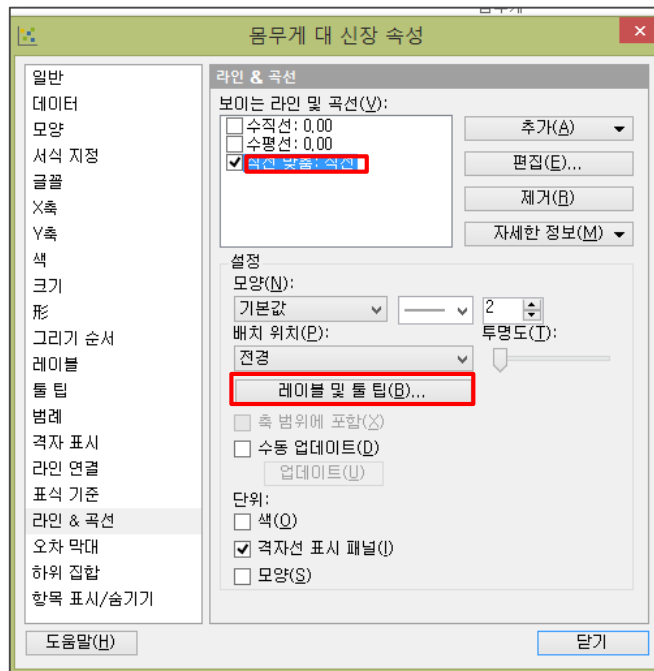 몸무게 대 신장 속성
일반
데이터
모양
서식 지정
글꼴
X축
Y축
색
크기
形
그리기 순서
레이블
툴 팁
범례
격자 표시
라인 연결
표식 기준
라인 & 곡선
오차 막대
하위 집합
항목 표시/숨기기
라인 & 곡선
보이는 라인 및 곡선(V):
수직선: 0,00
수평선: 0,00
직선 맞춤: 직선
추가(A)
편집(E)...
제거(R)
자세한 정보(M)
설정
모양(N):
기본값
2
배치 위치(P):
투명도(T):
전경
레이블 및 툴 팁(B)...
축 범위에 포함(X)
수동 업데이트(D)
업데이트(U)
단위:
색(O)
격자선 표시 패널(I)
모양(S)
도움말(H)
닫기